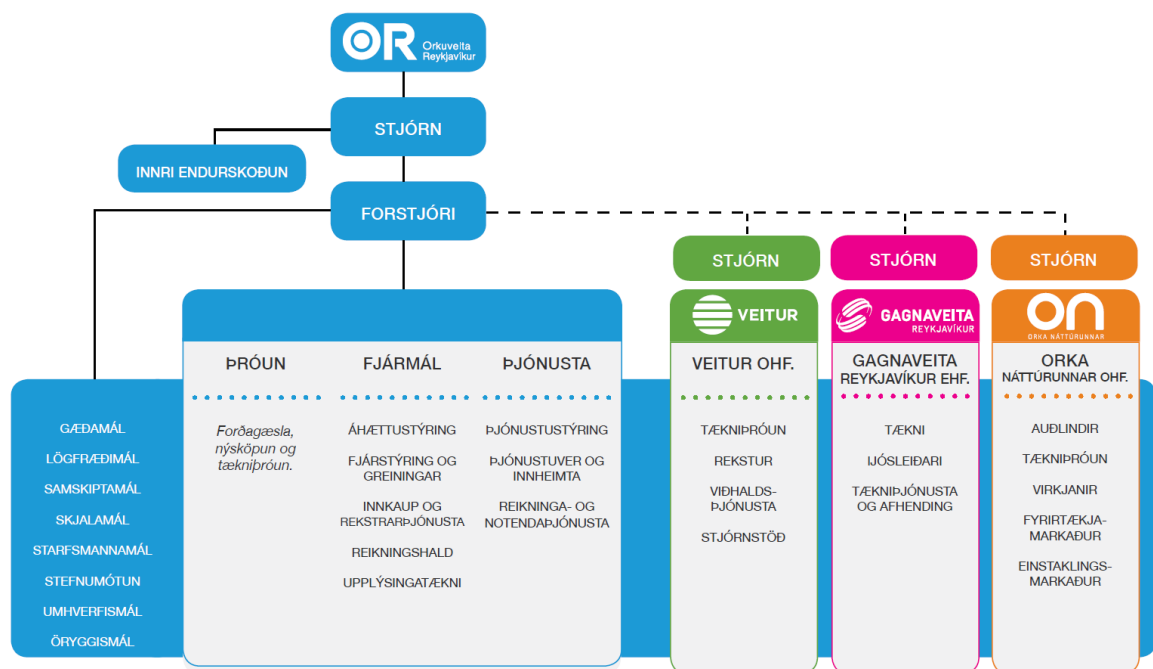 OR Orkuveita
Reykjavíkur
STJÓRN
INNRI ENDURSKOÐUN
FORSTJÓRI
GÆÐAMÁL
LÖGFRÆÐIMÁL
SAMSKIPTAMÁL
SKJALAMÁL
STARFSMANNAMÁL
STEFNUMÓTUN
UMHVERFISMÁL
ÖRYGGISMÁL
ÞRÓUN
Forðagæsla,
nýsköpun og
tækniþróun.
FJÁRMÁL
ÁHÆTTUSTÝRING
FJÁRSTÝRING OG
GREININGAR
INNKAUP OG
REKSTRARÞJÓNUSTA
REIKNINGSHALD
UPPLÝSINGATÆKNI
ÞJÓNUSTA
ÞJÓNUSTUSTÝRING
ÞJÓNUSTUVER OG
INNHEIMTA
REIKNINGA- OG
NOTENDAÞJÓNUSTA
STJÓRN
VEITUR
VEITUR OHF.
TÆKNIÞRÓUN
REKSTUR
VIÐHALDS-
ÞJÓNUSTA
STJÓRNSTÖÐ
STJÓRN
GAGNAVEITA
REYKJAVÍKUR
GAGNAVEITA
REYKJAVÍKUR EHF.
TÆKNI
IJÓSLEIÐARI
TÆKNIÞJÓNUSTA
OG AFHENDING
STJÓRN
on
ORKA NÁTTÚRUNNAR
ORKA
NÁTTÚRUNNAR OHF.
AUÐLINDIR
TÆKNIÞRÓUN
VIRKJANIR
FYRIRTÆKJA-
MARKAÐUR
EINSTAKLINGS-
MARKAÐUR